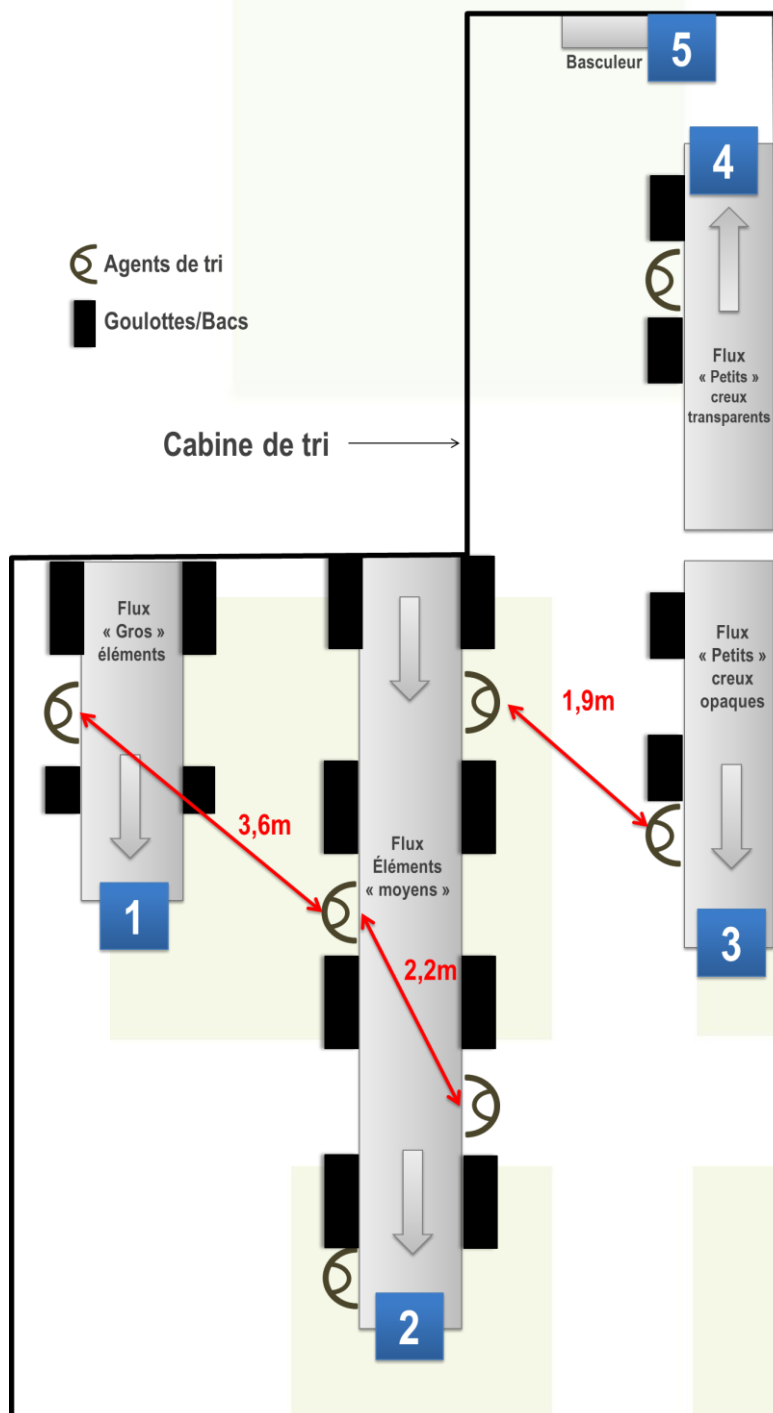 5
Basculeur
4
Agents de tri
Goulottes/Bacs
Flux
« Petits »
creux
transparents
Cabine de tri
Flux
« Gros »
éléments
Flux
« Petits »
creux
opaques
1,9m
3,6m
Flux
Éléments
« moyens »
1
3
2,2m
2